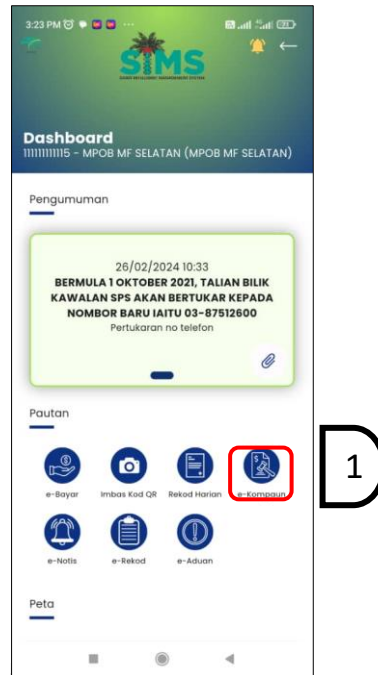 3:23 PM
SIMS
Dashboard
111111111115 - MPOB MF SELATAN (MPOB MF SELATAN)
Pengumuman
26/02/2024 10:33
BERMULA 1 OKTOBER 2021, TALIAN BILIK
KAWALAN SPS AKAN BERTUKAR KEPADA
NOMBOR BARU IAITU 03-87512600
Pertukaran no telefon
Pautan
e-Bayar Imbas Kod QR Rekod Harian e-Kompaun
1
e-Notis e-Rekod e-Aduan
Peta